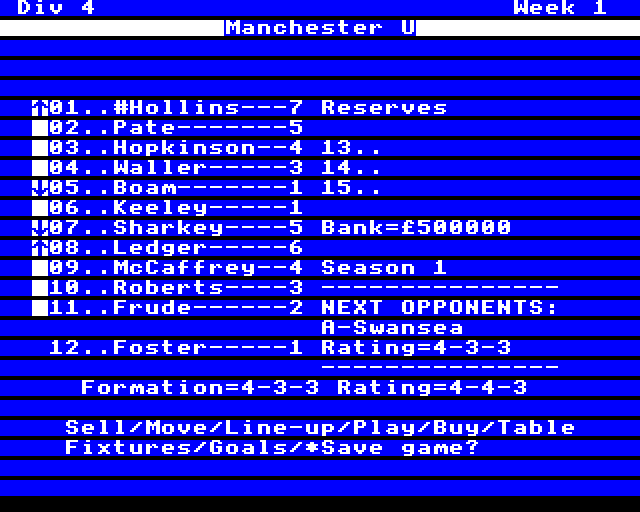 Div 4 Week 1
Manchester U
↑01..#Hollins---7 Reserves
02..Pate-------5
03..Hopkinson--4 13..
04..Waller-----3 14..
↓05..Boam-------1 15..
06..Keeley-----1
↓07..Sharkey----5 Bank=£500000
↑08..Ledger-----6
09..McCaffrey--4 Season 1
10..Roberts----3 ---------------
11..Frude------2 NEXT OPPONENTS:
A-Swansea
12..Foster-----1 Rating=4-3-3
---------------
Formation=4-3-3 Rating=4-4-3
Sell/Move/Line-up/Play/Buy/Table
Fixtures/Goals/*Save game?